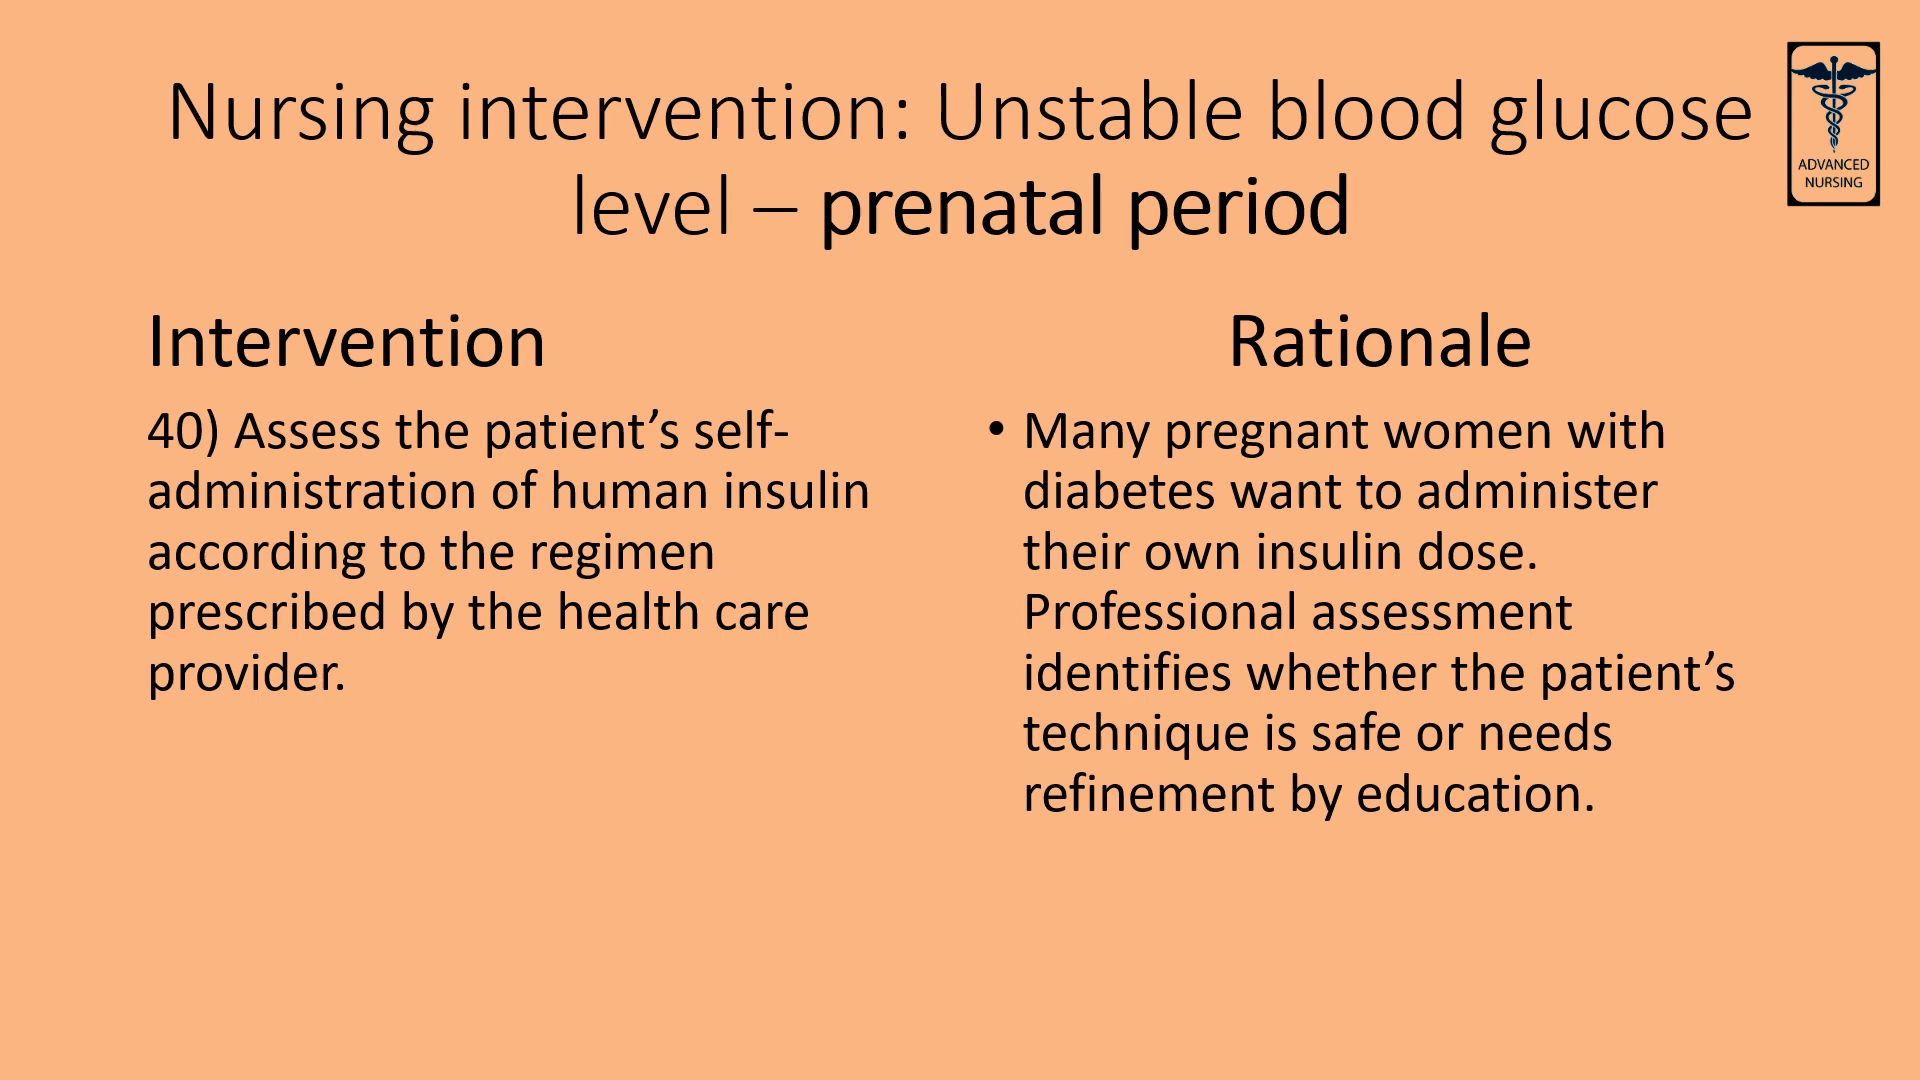 Nursing intervention: Unstable blood glucose
level – prenatal period
ADVANCED
NURSING
Intervention
40) Assess the patient’s self-
administration of human insulin
according to the regimen
prescribed by the health care
provider.
Rationale
• Many pregnant women with
diabetes want to administer
their own insulin dose.
Professional assessment
identifies whether the patient’s
technique is safe or needs
refinement by education.